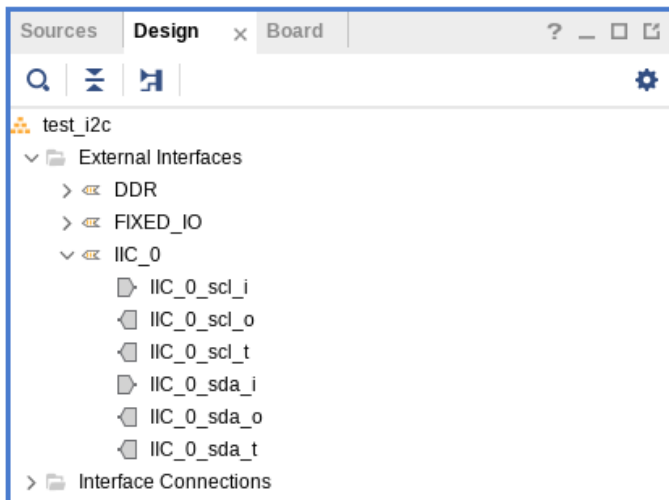 Sources Design × Board ?
test_i2c
External Interfaces
DDR
FIXED_IO
IIC_0
IIC_0_scl_i
IIC_0_scl_o
IIC_0_scl_t
IIC_0_sda_i
IIC_0_sda_o
IIC_0_sda_t
Interface Connections